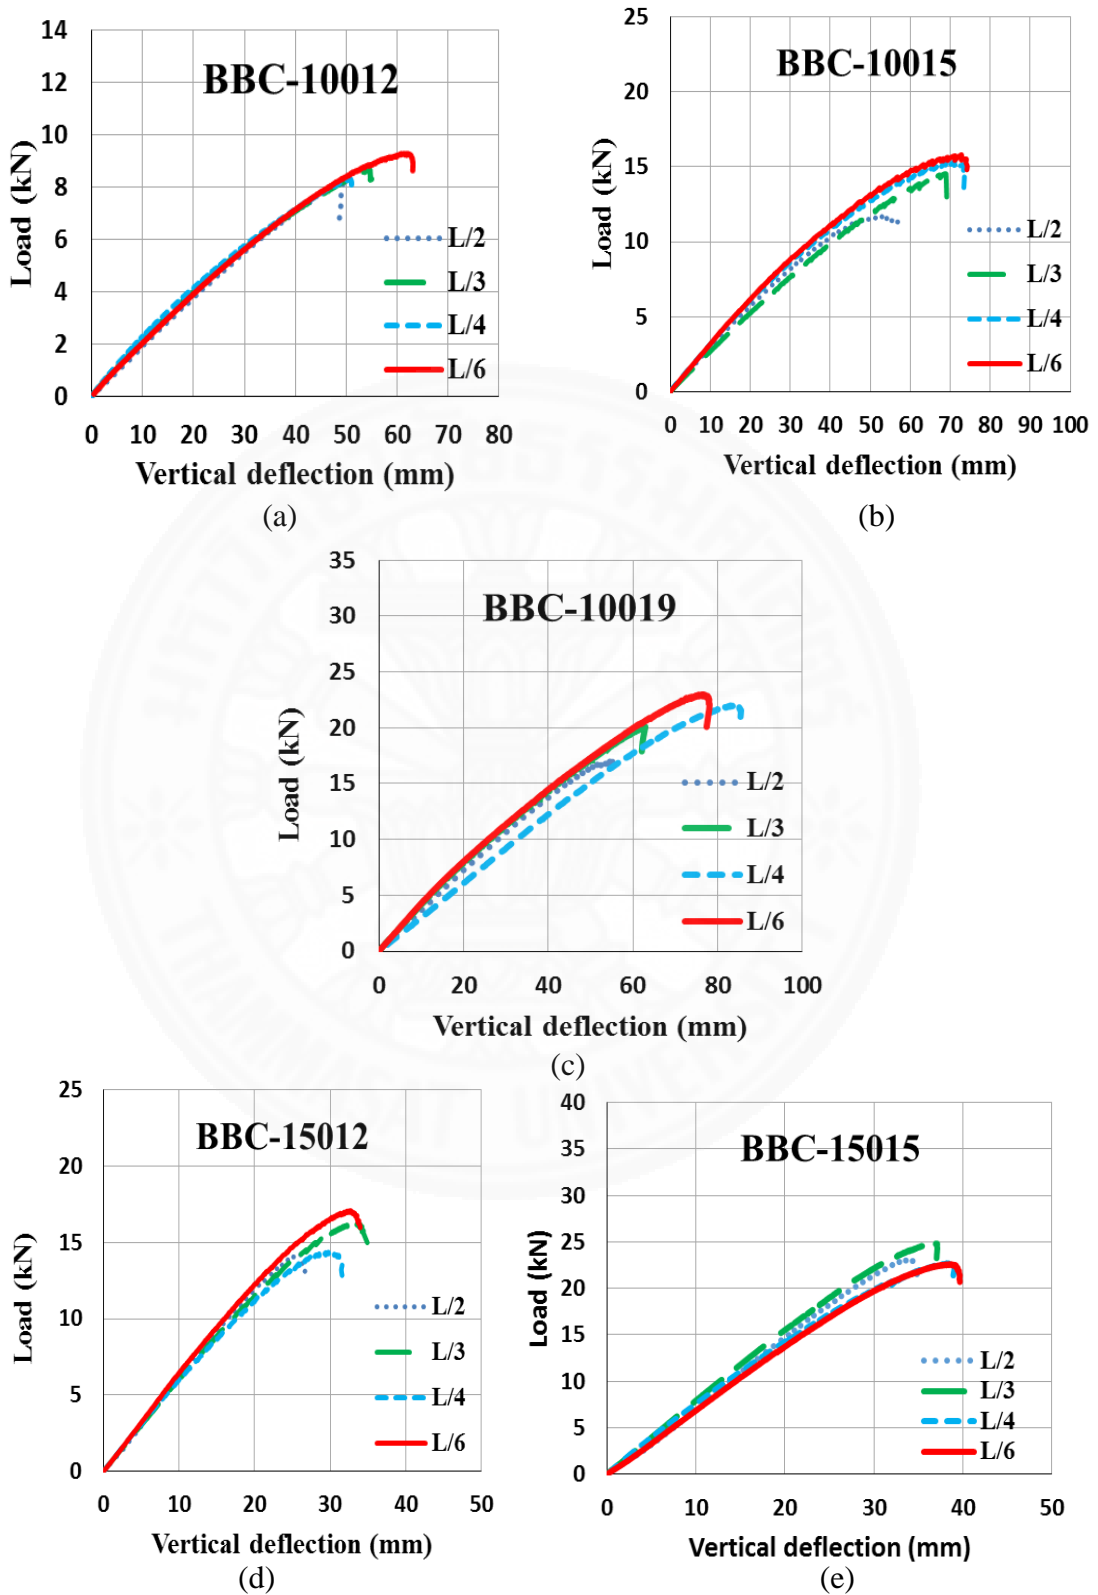 BBC-10012
Load (kN)
14
12
10
8
6
4
2
0
0 10 20 30 40 50 60 70 80
L/2
L/3
L/4
L/6
Vertical deflection (mm)
(a)
BBC-10015
Load (kN)
25
20
15
10
5
0
0 10 20 30 40 50 60 70 80 90 100
L/2
L/3
L/4
L/6
Vertical deflection (mm)
(b)
BBC-10019
Load (kN)
35
30
25
20
15
10
5
0
0 20 40 60 80 100
L/2
L/3
L/4
L/6
Vertical deflection (mm)
(c)
BBC-15012
Load (kN)
25
20
15
10
5
0
0 10 20 30 40 50
L/2
L/3
L/4
L/6
Vertical deflection (mm)
(d)
BBC-15015
Load (kN)
40
35
30
25
20
15
10
5
0
0 10 20 30 40 50
L/2
L/3
L/4
L/6
Vertical deflection (mm)
(e)
THAMMASAT UNIVERSITY